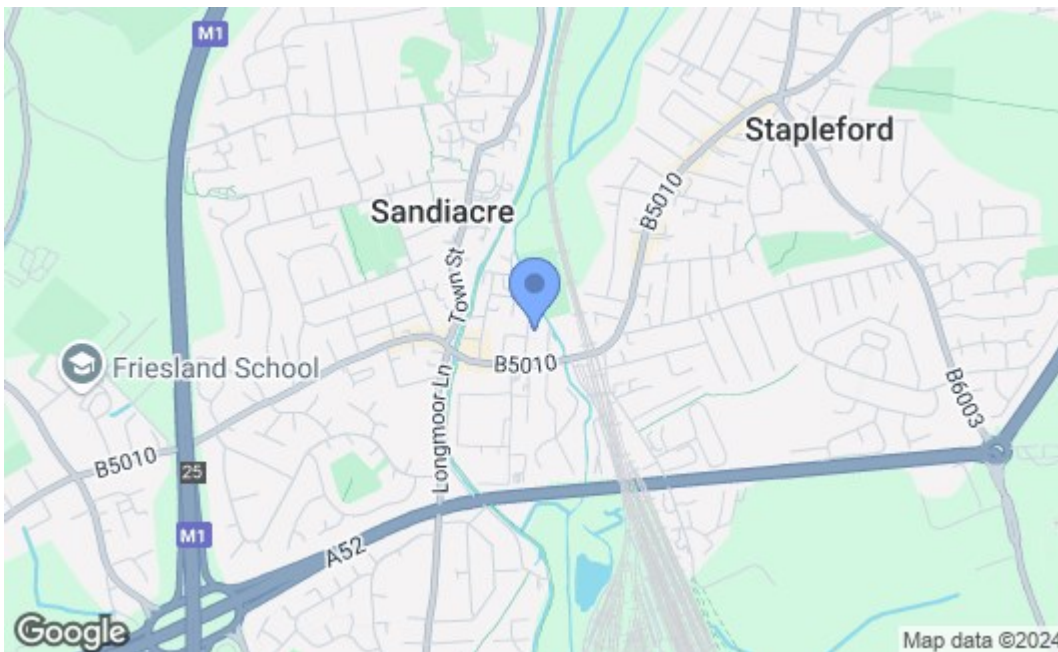 M1
Stapleford
B5010
Sandiacre
Town St
Friesland School
B5010
Longmoor Ln
B6003
B5010
25
M1
A52
Google
Map data ©2024